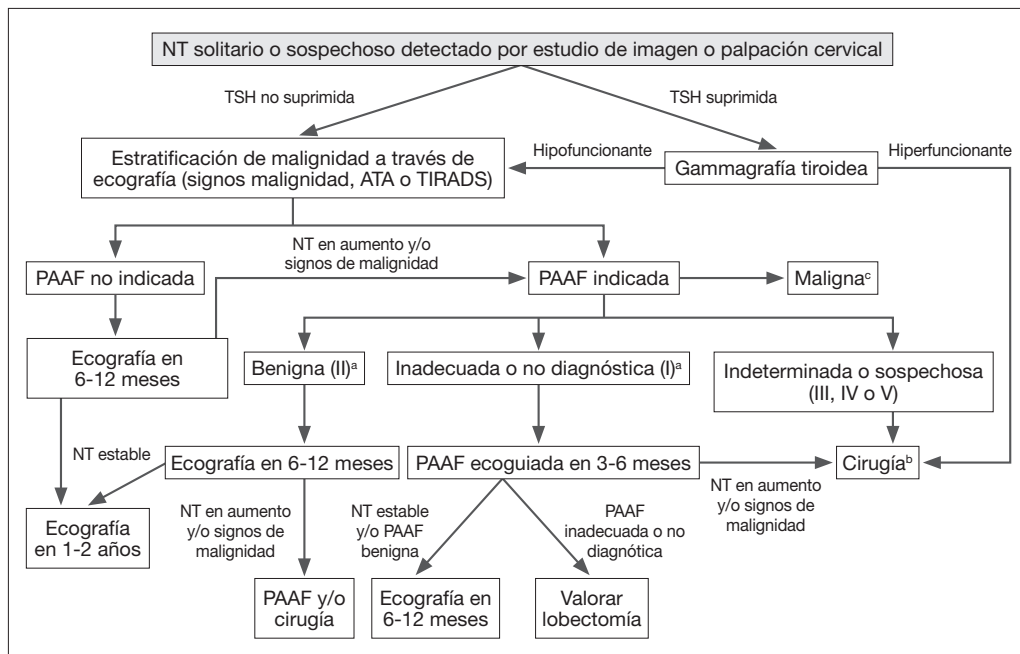 NT solitario o sospechoso detectado por estudio de imagen o palpación cervical
TSH no suprimida
TSH suprimida
Estratificación de malignidad a través de
ecografía (signos malignidad, ATA o TIRADS)
Hipofuncionante
Gammagrafía tiroidea
Hiperfuncionante
PAAF no indicada
NT en aumento y/o
signos de malignidad
PAAF indicada
Malignaᶜ
Ecografía en
6-12 meses
Benigna (II)ᵃ
Inadecuada o no diagnóstica (I)ᵃ
Indeterminada o sospechosa
(III, IV o V)
NT estable
Ecografía en 6-12 meses
PAAF ecoguiada en 3-6 meses
Cirugíaᵇ
NT en aumento
y/o signos de
malignidad
Ecografía
en 1-2 años
NT en aumento
y/o signos de
malignidad
NT estable
y/o PAAF
benigna
PAAF
inadecuada o no
diagnótica
PAAF y/o
cirugía
Ecografía en
6-12 meses
Valorar
lobectomía